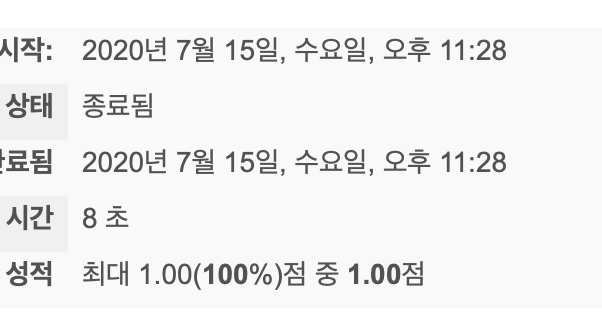 시작: 2020년 7월 15일, 수요일, 오후 11:28
상태 종료됨
료됨 2020년 7월 15일, 수요일, 오후 11:28
시간 8 초
성적 최대 1.00(100%)점 중 1.00점